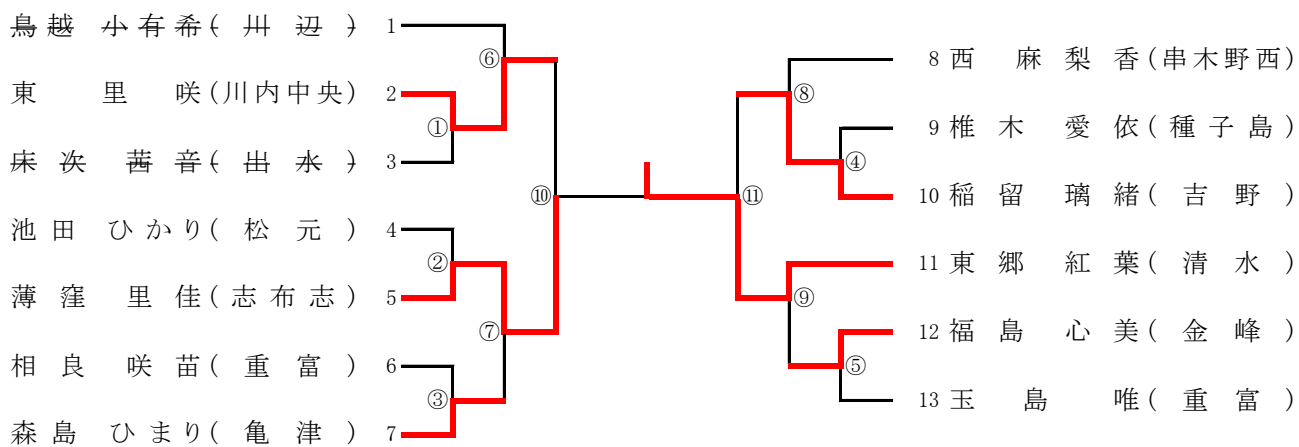 鳥越 小有希(川辺) 1
東 里咲(川内中央) 2
床次 茜音(出水) 3
池田 ひかり(松元) 4
薄窪 里佳(志布志) 5
相良 咲苗(重富) 6
森島 ひまり(亀津) 7
⑥
①
②
⑦
③
⑩
⑪
⑧
④
⑨
⑤
8 西 麻梨香(串木野西)
9 椎木 愛依(種子島)
10 稲留 璃緒(吉野)
11 東郷 紅葉(清水)
12 福島 心美(金峰)
13 玉島 唯(重富)